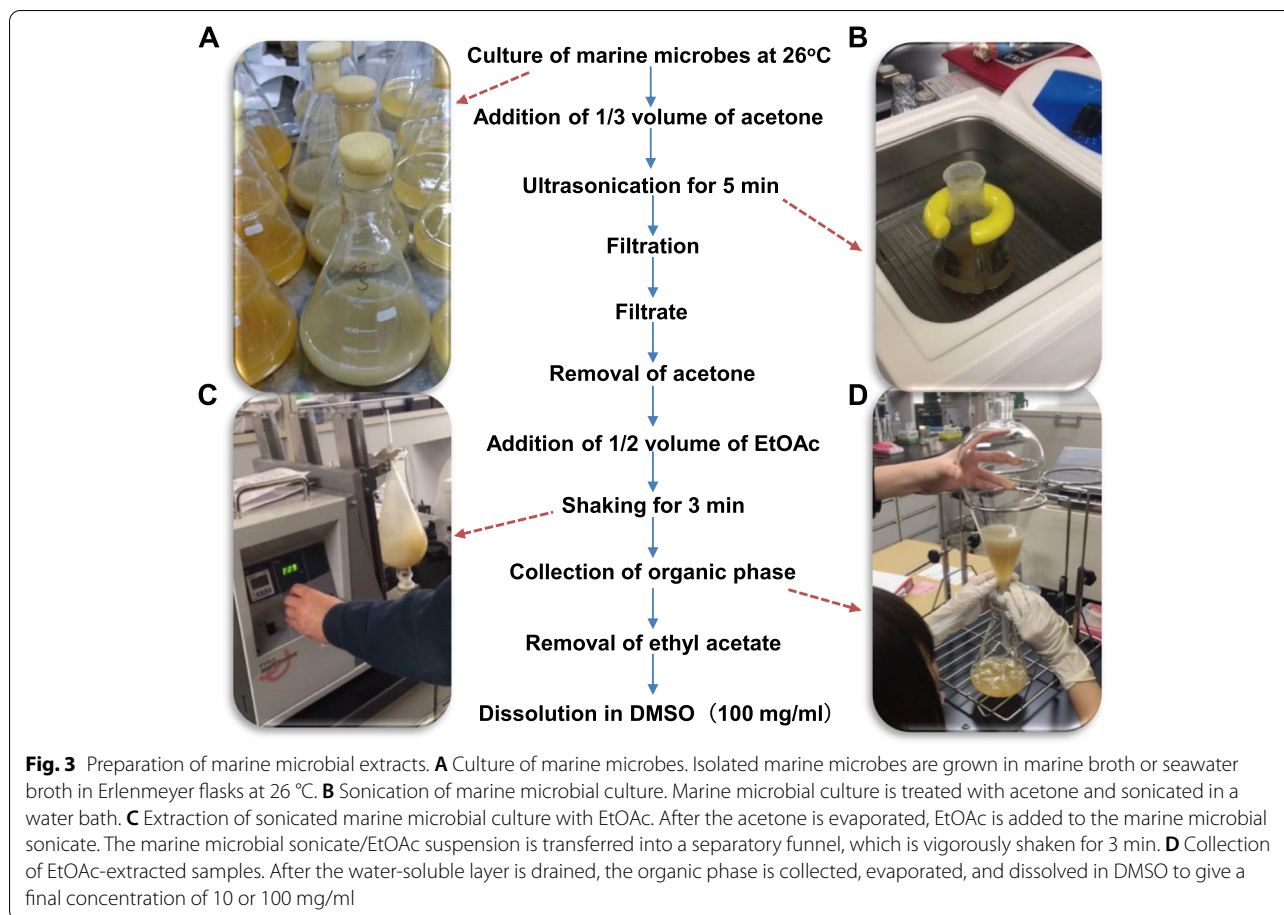 A
B
Culture of marine microbes at 26°C
Addition of 1/3 volume of acetone
Ultrasonication for 5 min
Filtration
Filtrate
Removal of acetone
C
D
Addition of 1/2 volume of EtOAc
Shaking for 3 min
Collection of organic phase
Removal of ethyl acetate
Dissolution in DMSO（100 mg/ml）
Fig. 3 Preparation of marine microbial extracts. A Culture of marine microbes. Isolated marine microbes are grown in marine broth or seawater
broth in Erlenmeyer flasks at 26 °C. B Sonication of marine microbial culture. Marine microbial culture is treated with acetone and sonicated in a
water bath. C Extraction of sonicated marine microbial culture with EtOAc. After the acetone is evaporated, EtOAc is added to the marine microbial
sonicate. The marine microbial sonicate/EtOAc suspension is transferred into a separatory funnel, which is vigorously shaken for 3 min. D Collection
of EtOAc-extracted samples. After the water-soluble layer is drained, the organic phase is collected, evaporated, and dissolved in DMSO to give a
final concentration of 10 or 100 mg/ml